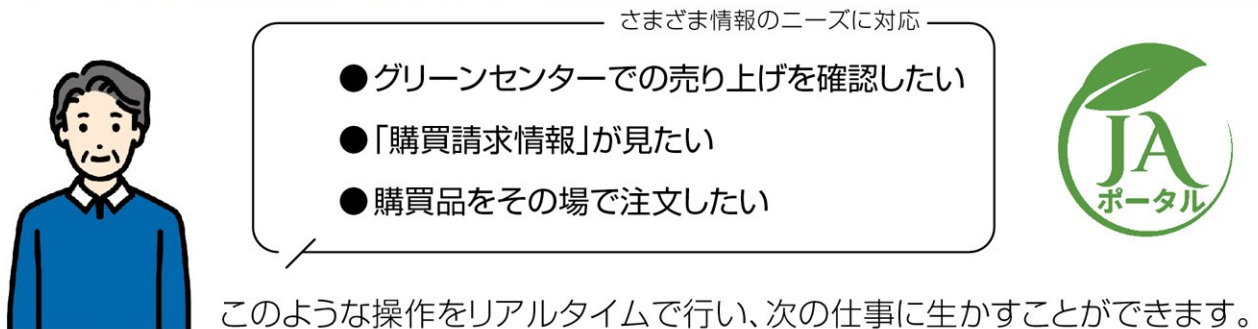 さまざま情報のニーズに対応
●グリーンセンターでの売り上げを確認したい
●「購買請求情報」が見たい
●購買品をその場で注文したい
JA
ポータル
このような操作をリアルタイムで行い、次の仕事に生かすことができます。